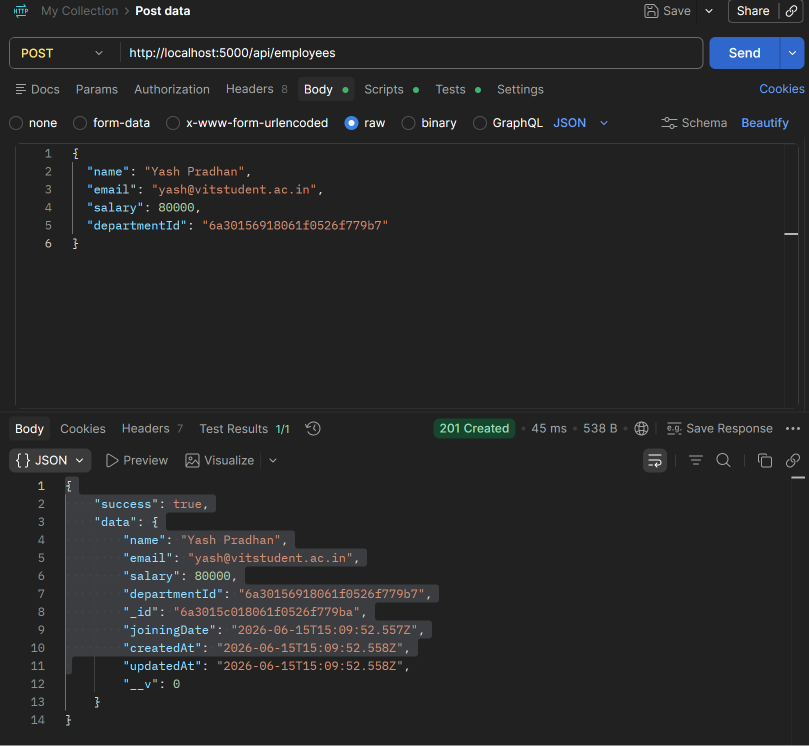 HTTP My Collection > Post data Save Share
POST http://localhost:5000/api/employees Send
Docs Params Authorization Headers 8 Body Scripts Tests Settings Cookies
none form-data x-www-form-urlencoded raw binary GraphQL JSON Schema Beautify
1 {
2 "name": "Yash Pradhan",
3 "email": "yash@vitstudent.ac.in",
4 "salary": 80000,
5 "departmentId": "6a30156918061f0526f779b7"
6 }
Body Cookies Headers 7 Test Results 1/1 201 Created • 45 ms • 538 B • e.g. Save Response
{} JSON Preview Visualize
1 {
2 "success": true,
3 "data": {
4 "name": "Yash Pradhan",
5 "email": "yash@vitstudent.ac.in",
6 "salary": 80000,
7 "departmentId": "6a30156918061f0526f779b7",
8 "_id": "6a3015c018061f0526f779ba",
9 "joiningDate": "2026-06-15T15:09:52.557Z",
10 "createdAt": "2026-06-15T15:09:52.558Z",
11 "updatedAt": "2026-06-15T15:09:52.558Z",
12 "__v": 0
13 }
14 }